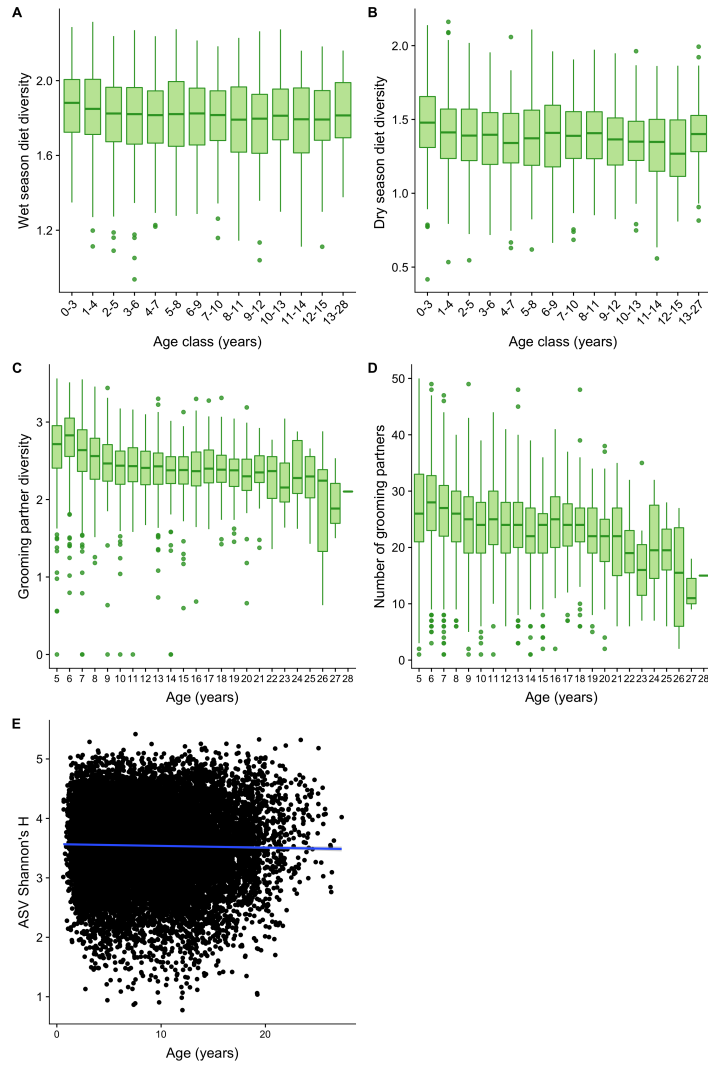 A
Wet season diet diversity
2.0
1.6
1.2
0-3 1-4 2-5 3-6 4-7 5-8 6-9 7-10 8-11 9-12 10-13 11-14 12-15 13-28
Age class (years)
B
Dry season diet diversity
2.0
1.5
1.0
0.5
0-3 1-4 2-5 3-6 4-7 5-8 6-9 7-10 8-11 9-12 10-13 11-14 12-15 13-27
Age class (years)
C
Grooming partner diversity
3
2
1
0
5 6 7 8 9 10 11 12 13 14 15 16 17 18 19 20 21 22 23 24 25 26 27 28
Age (years)
D
Number of grooming partners
50
40
30
20
10
0
5 6 7 8 9 10 11 12 13 14 15 16 17 18 19 20 21 22 23 24 25 26 27 28
Age (years)
E
ASV Shannon's H
5
4
3
2
1
0 10 20
Age (years)